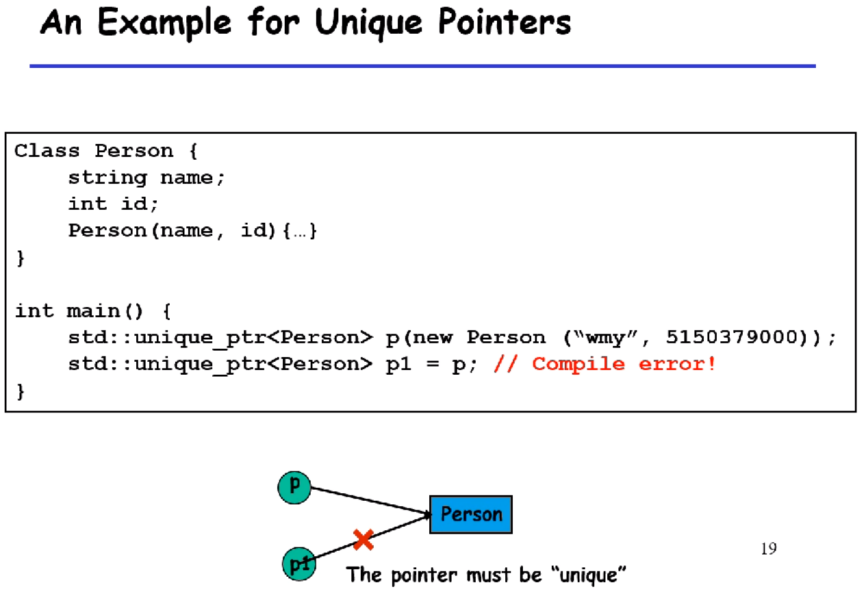 An Example for Unique Pointers
Class Person {
string name;
int id;
Person(name, id){…}
}
int main() {
std::unique_ptr<Person> p(new Person (“wmy”, 5150379000));
std::unique_ptr<Person> p1 = p; // Compile error!
}
p
Person
p1
The pointer must be “unique”
19